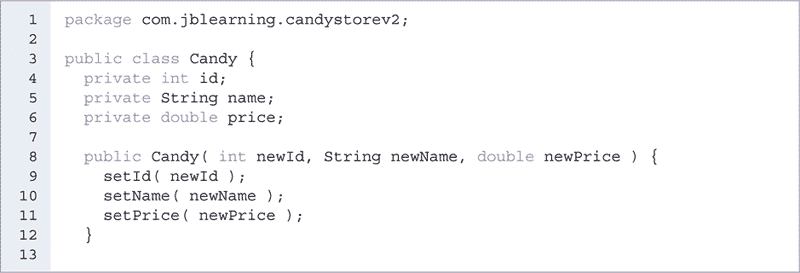 1 package com.jblearning.candystorev2;
2
3 public class Candy {
4   private int id;
5   private String name;
6   private double price;
7
8   public Candy( int newId, String newName, double newPrice ) {
9     setId( newId );
10     setName( newName );
11     setPrice( newPrice );
12   }
13